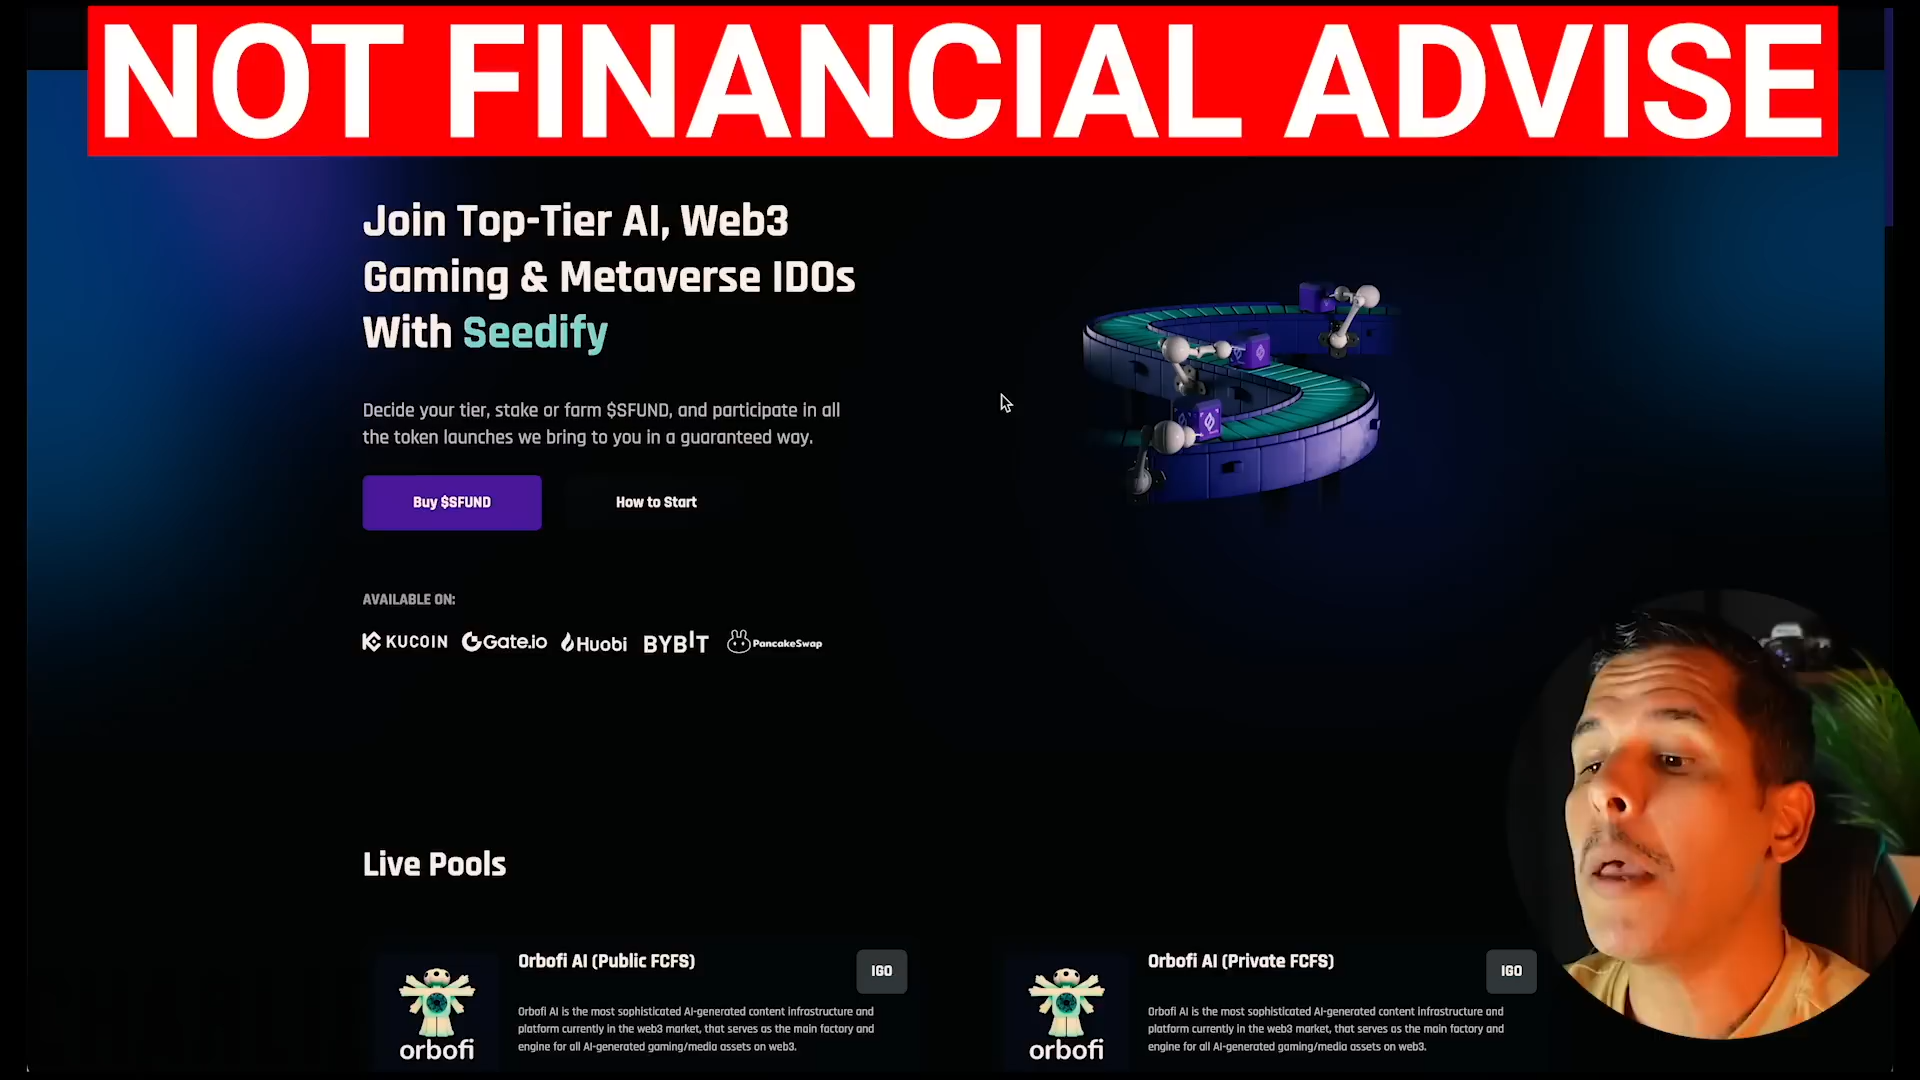 NOT FINANCIAL ADVISE
Join Top-Tier AI, Web3
Gaming & Metaverse IDOs
With Seedify
Decide your tier, stake or farm $SFUND, and participate in all
the token launches we bring to you in a guaranteed way.
Buy $SFUND
How to Start
AVAILABLE ON:
KUCOIN Gate.io Huobi BYBIT PancakeSwap
Live Pools
Orbofi AI (Public FCFS)
IGO
Orbofi AI is the most sophisticated AI-generated content infrastructure and
platform currently in the web3 market, that serves as the main factory and
engine for all AI-generated gaming/media assets on web3.
orbofi
Orbofi AI (Private FCFS)
IGO
Orbofi AI is the most sophisticated AI-generated content infrastructure and
platform currently in the web3 market, that serves as the main factory and
engine for all AI-generated gaming/media assets on web3.
orbofi